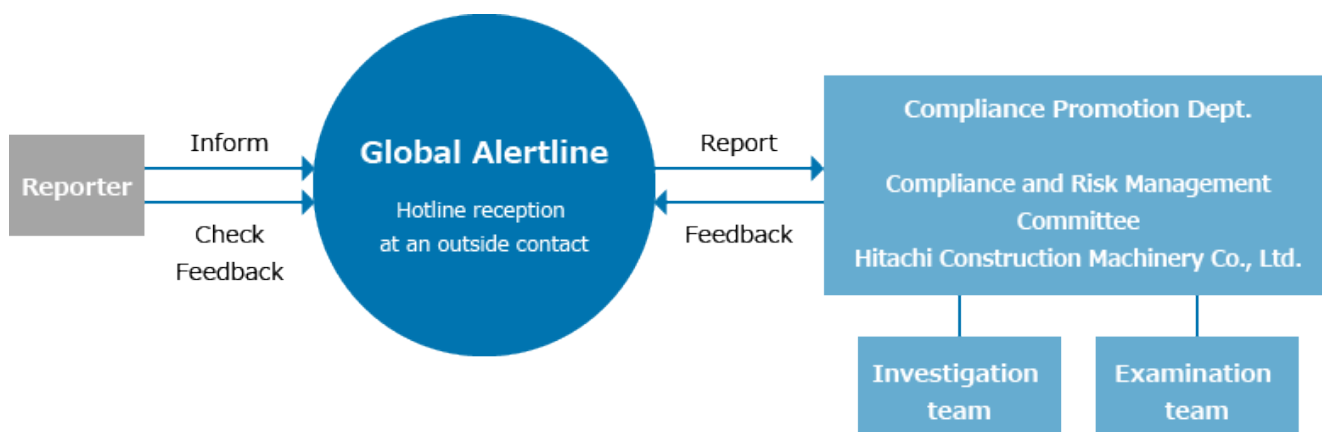 Reporter
Inform
Check
Feedback
Global Alertline
Hotline reception
at an outside contact
Report
Feedback
Compliance Promotion Dept.
Compliance and Risk Management
Committee
Hitachi Construction Machinery Co., Ltd.
Investigation
team
Examination
team